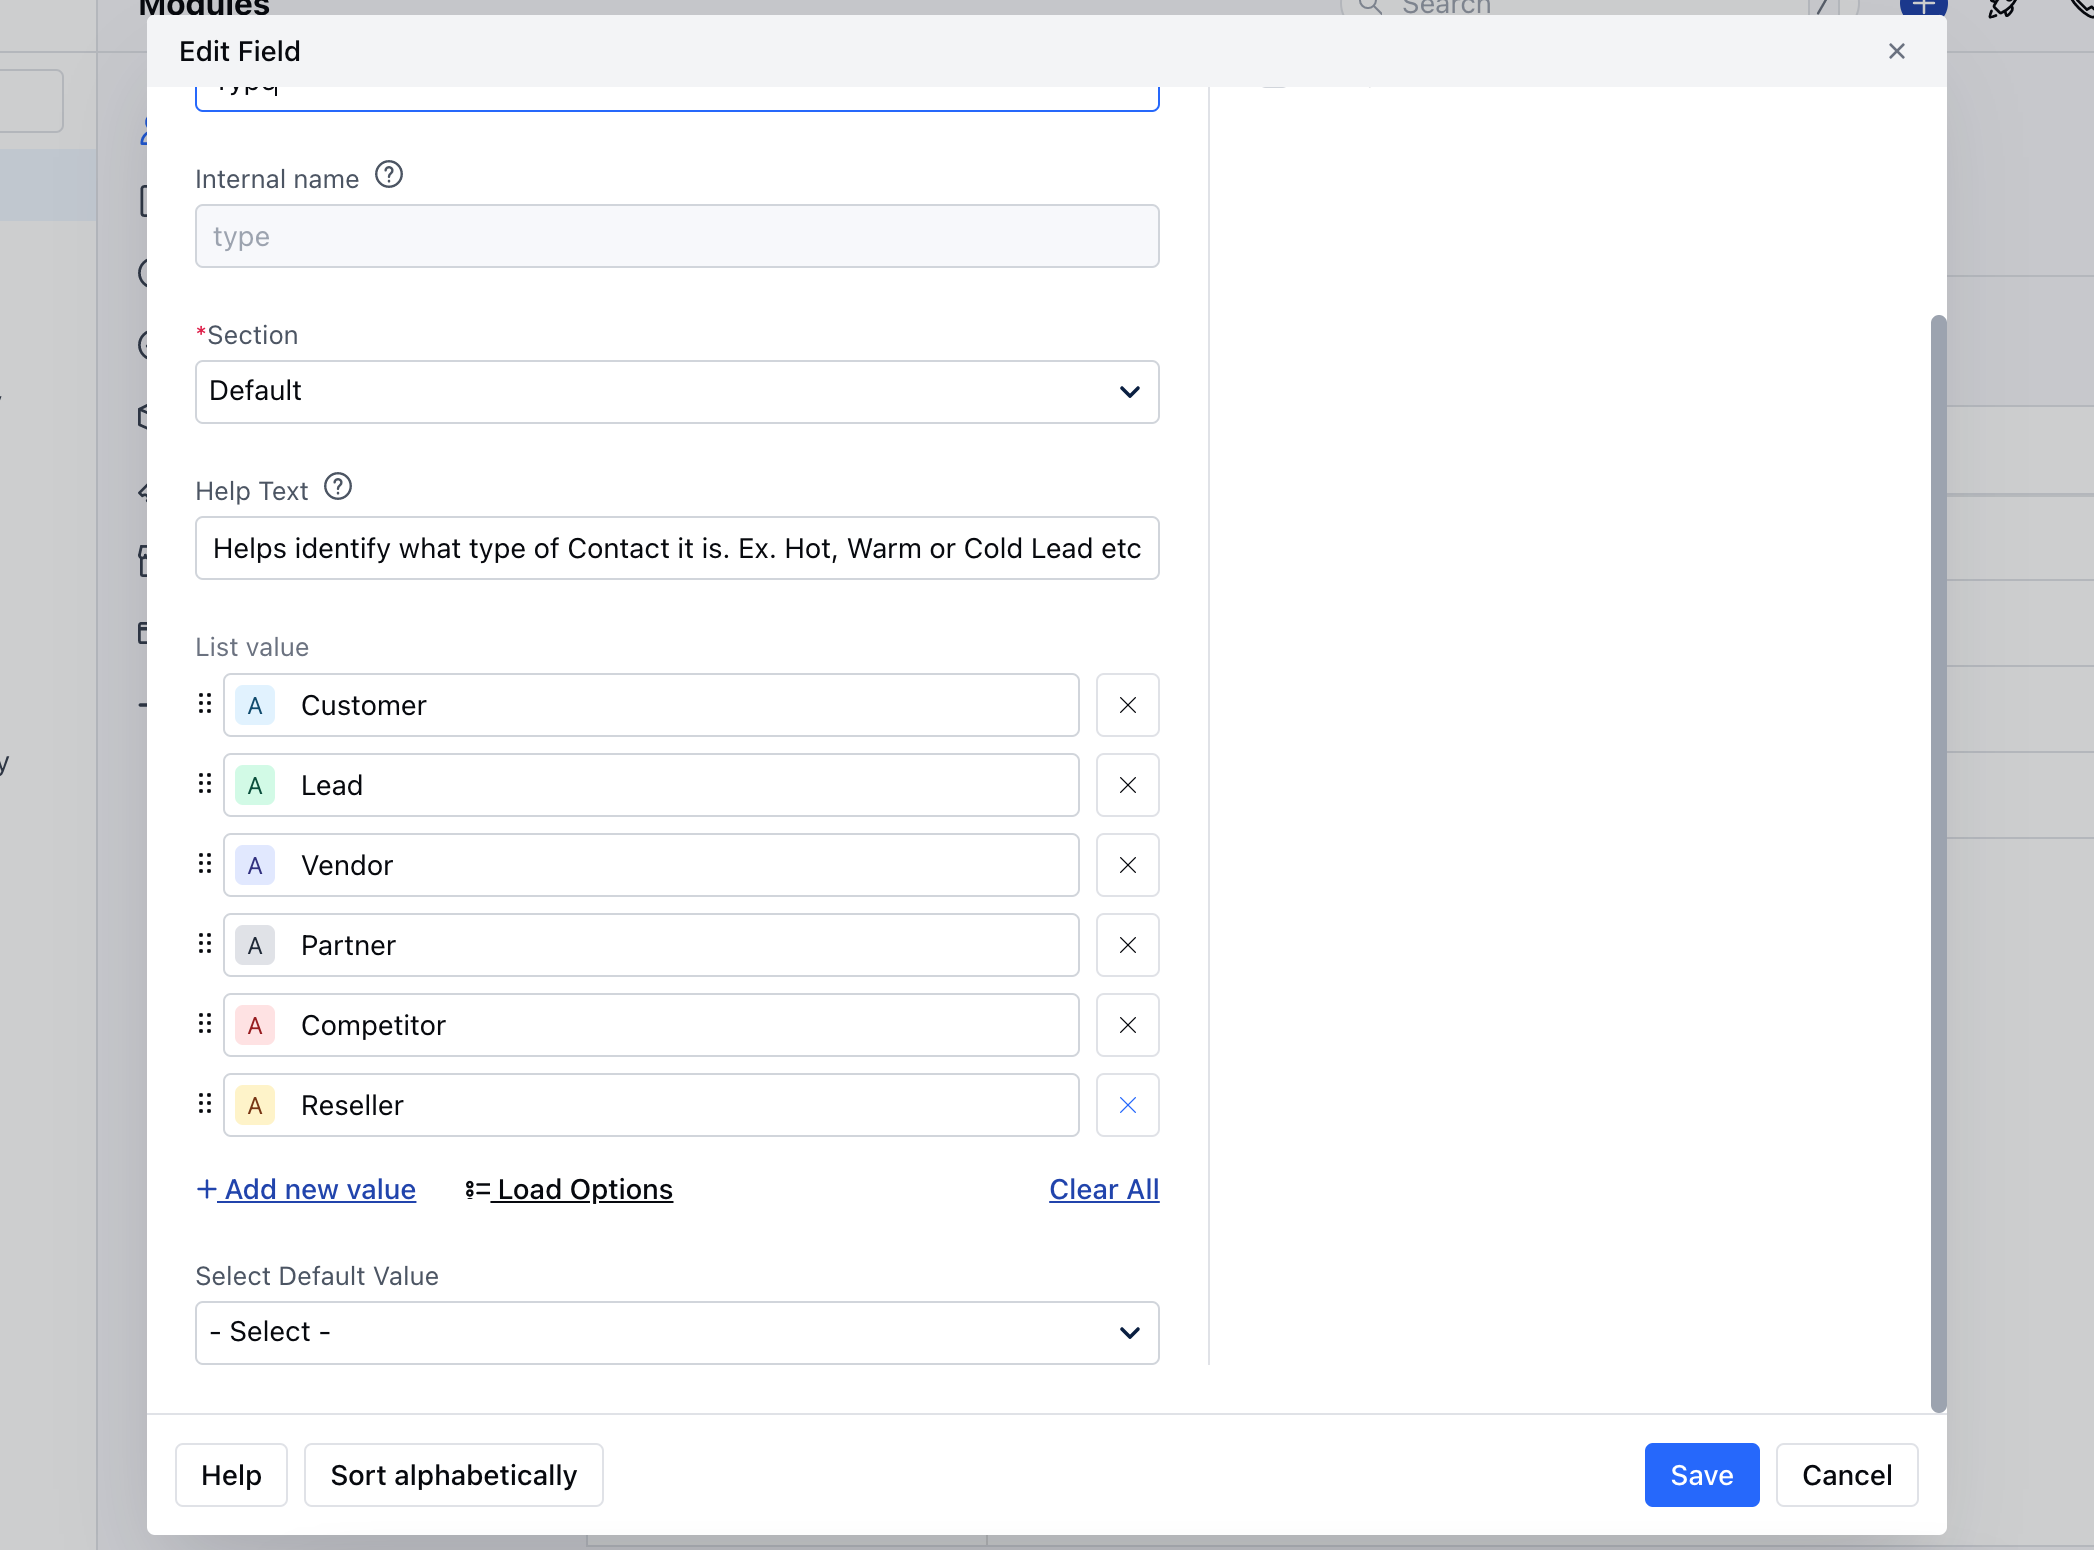 Modules
Search
/
Edit Field
Type
Internal name
type
*Section
Default
Help Text
Helps identify what type of Contact it is. Ex. Hot, Warm or Cold Lead etc
List value
A Customer
A Lead
A Vendor
A Partner
A Competitor
A Reseller
+ Add new value
Load Options
Clear All
Select Default Value
- Select -
Help
Sort alphabetically
Save
Cancel